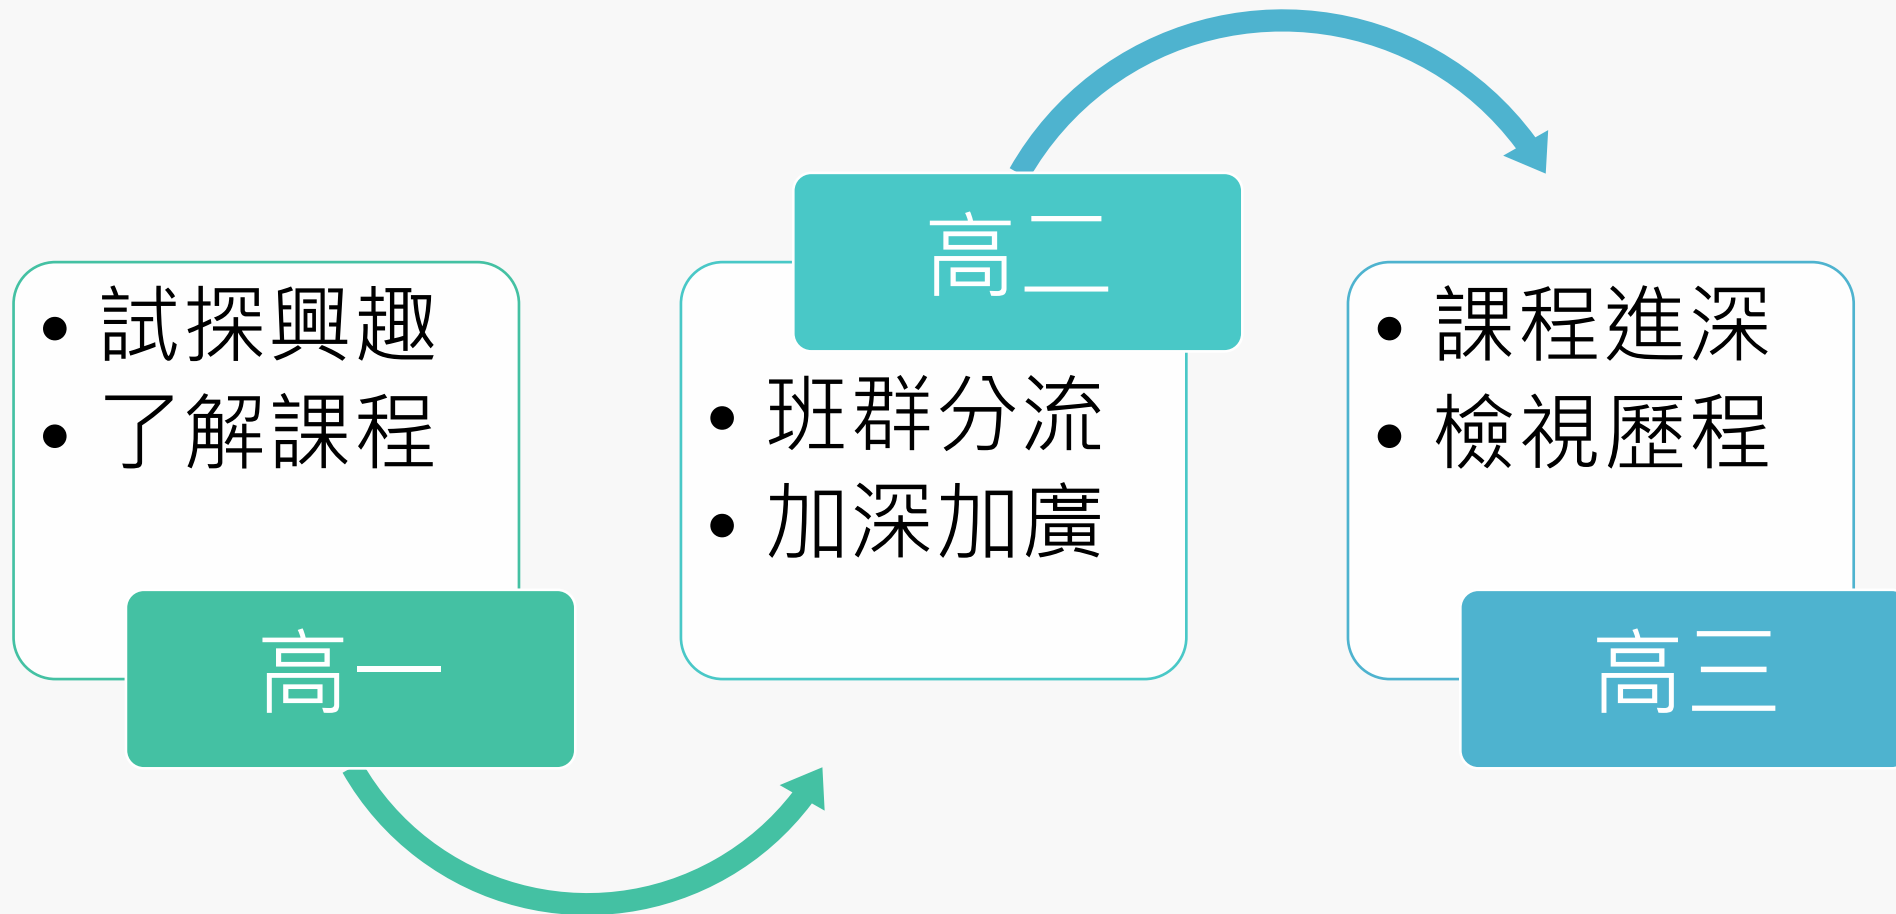 • 試探興趣
• 了解課程
高一
高二
• 班群分流
• 加深加廣
• 課程進深
• 檢視歷程
高三